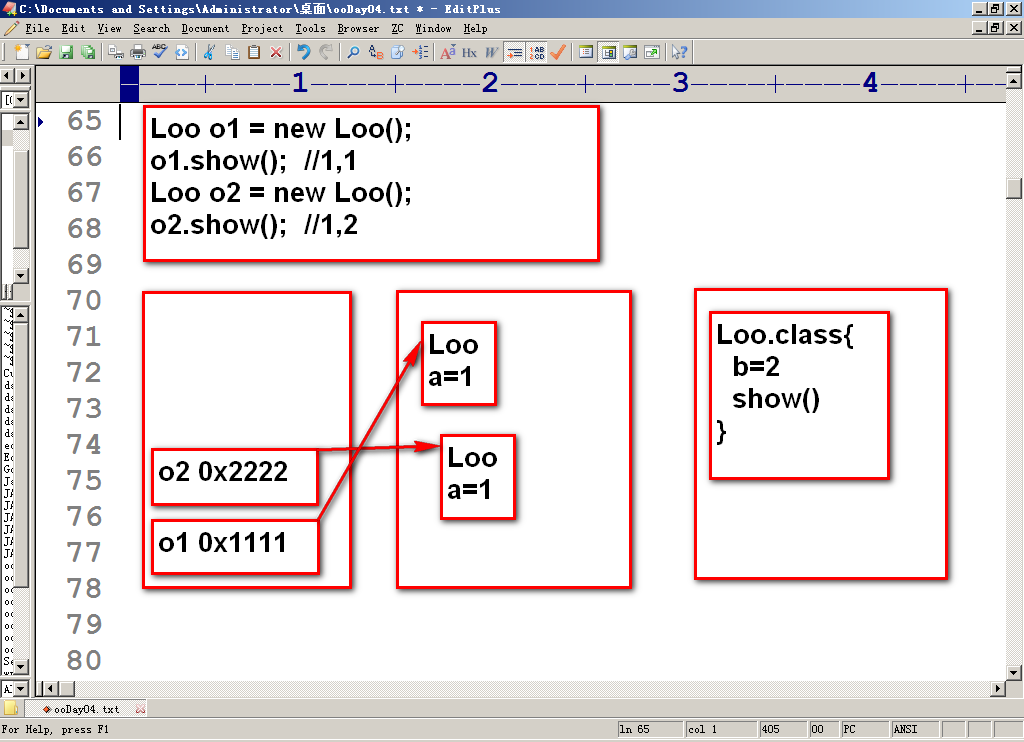 C:\Documents and Settings\Administrator\桌面\ooDay04.txt * - EditPlus
File Edit View Search Document Project Tools Browser ZC Window Help
1 2 3 4
65
66
67
68
69
70
71
72
73
74
75
76
77
78
79
80
Loo o1 = new Loo();
o1.show(); //1,1
Loo o2 = new Loo();
o2.show(); //1,2
o2 0x2222
o1 0x1111
Loo
a=1
Loo
a=1
Loo.class{
b=2
show()
}
ooDay04.txt
For Help, press F1
ln 65
col 1
405
00
PC
ANSI